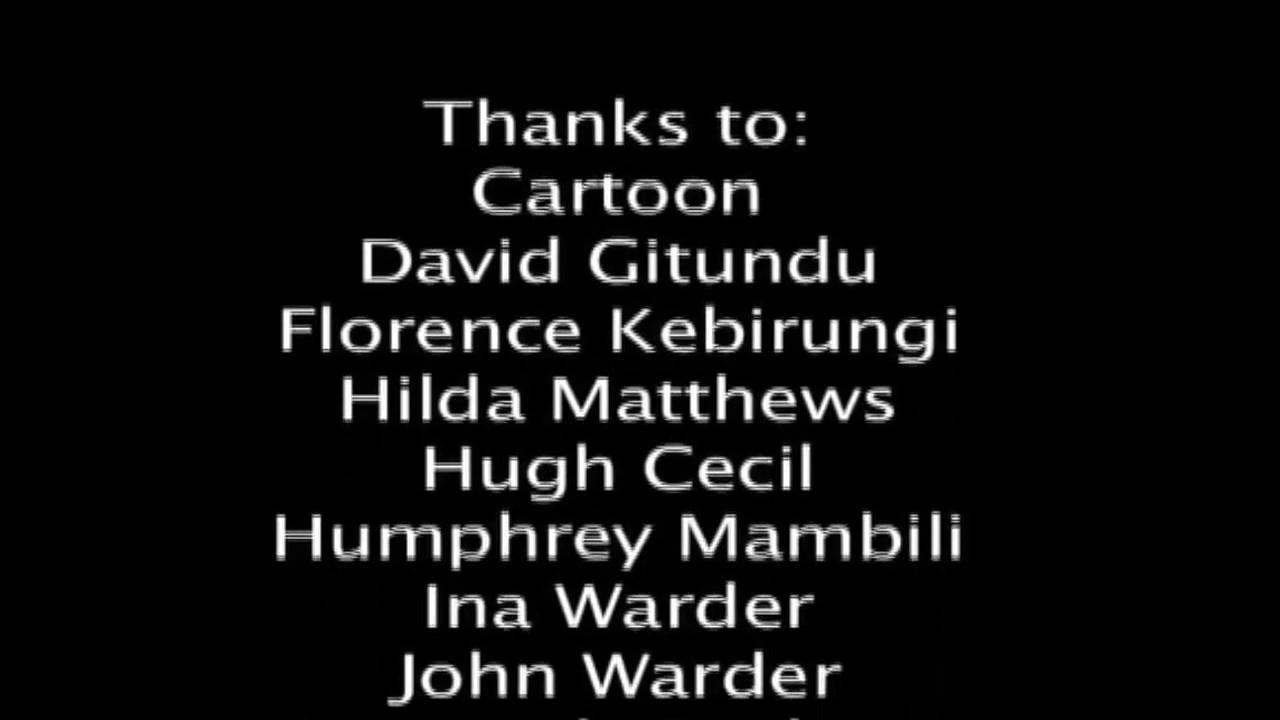 Thanks to:
Cartoon
David Gitundu
Florence Kebirungi
Hilda Matthews
Hugh Cecil
Humphrey Mambili
Ina Warder
John Warder